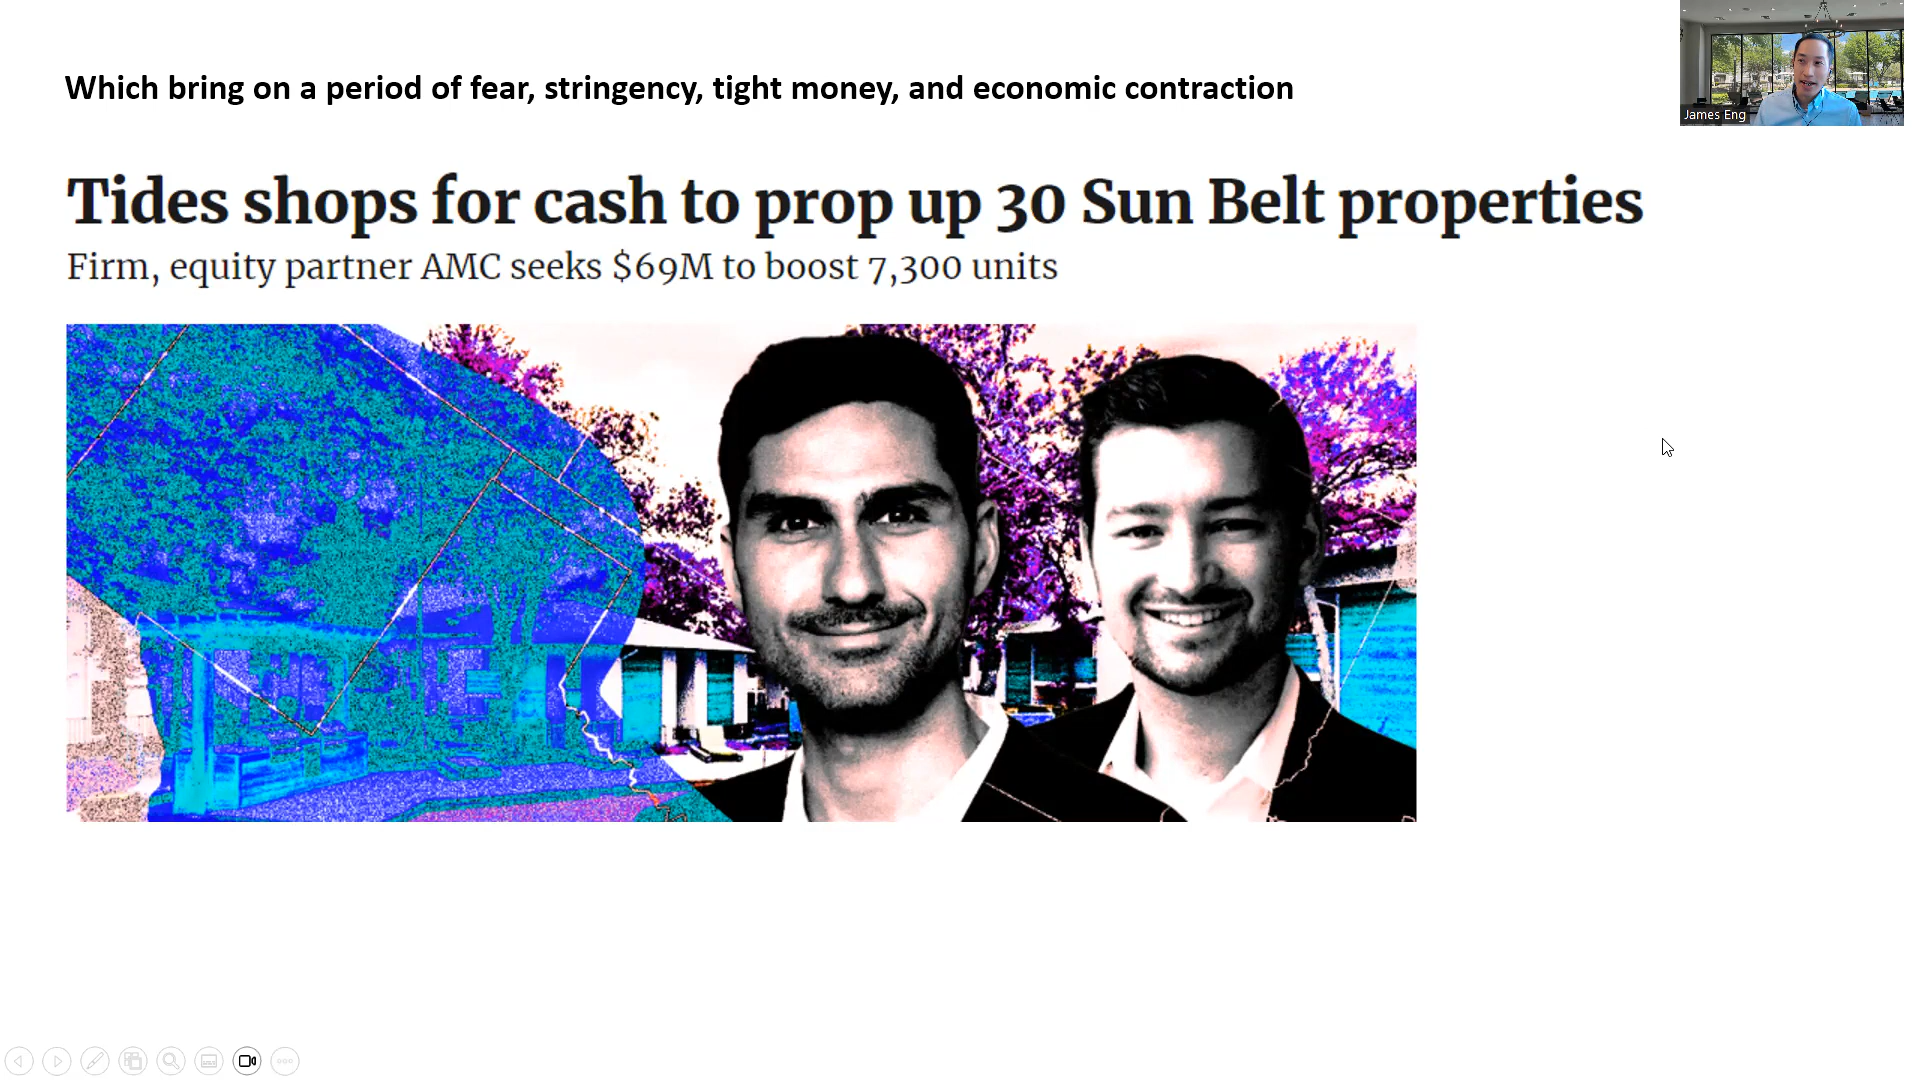 Which bring on a period of fear, stringency, tight money, and economic contraction
James Eng
Tides shops for cash to prop up 30 Sun Belt properties
Firm, equity partner AMC seeks $69M to boost 7,300 units